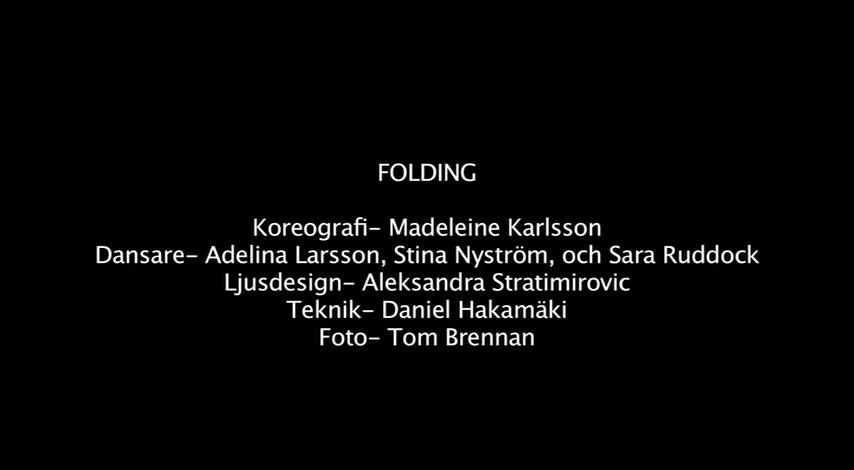 FOLDING
Koreografi- Madeleine Karlsson
Dansare- Adelina Larsson, Stina Nyström, och Sara Ruddock
Ljusdesign- Aleksandra Stratimirovic
Teknik- Daniel Hakamäki
Foto- Tom Brennan